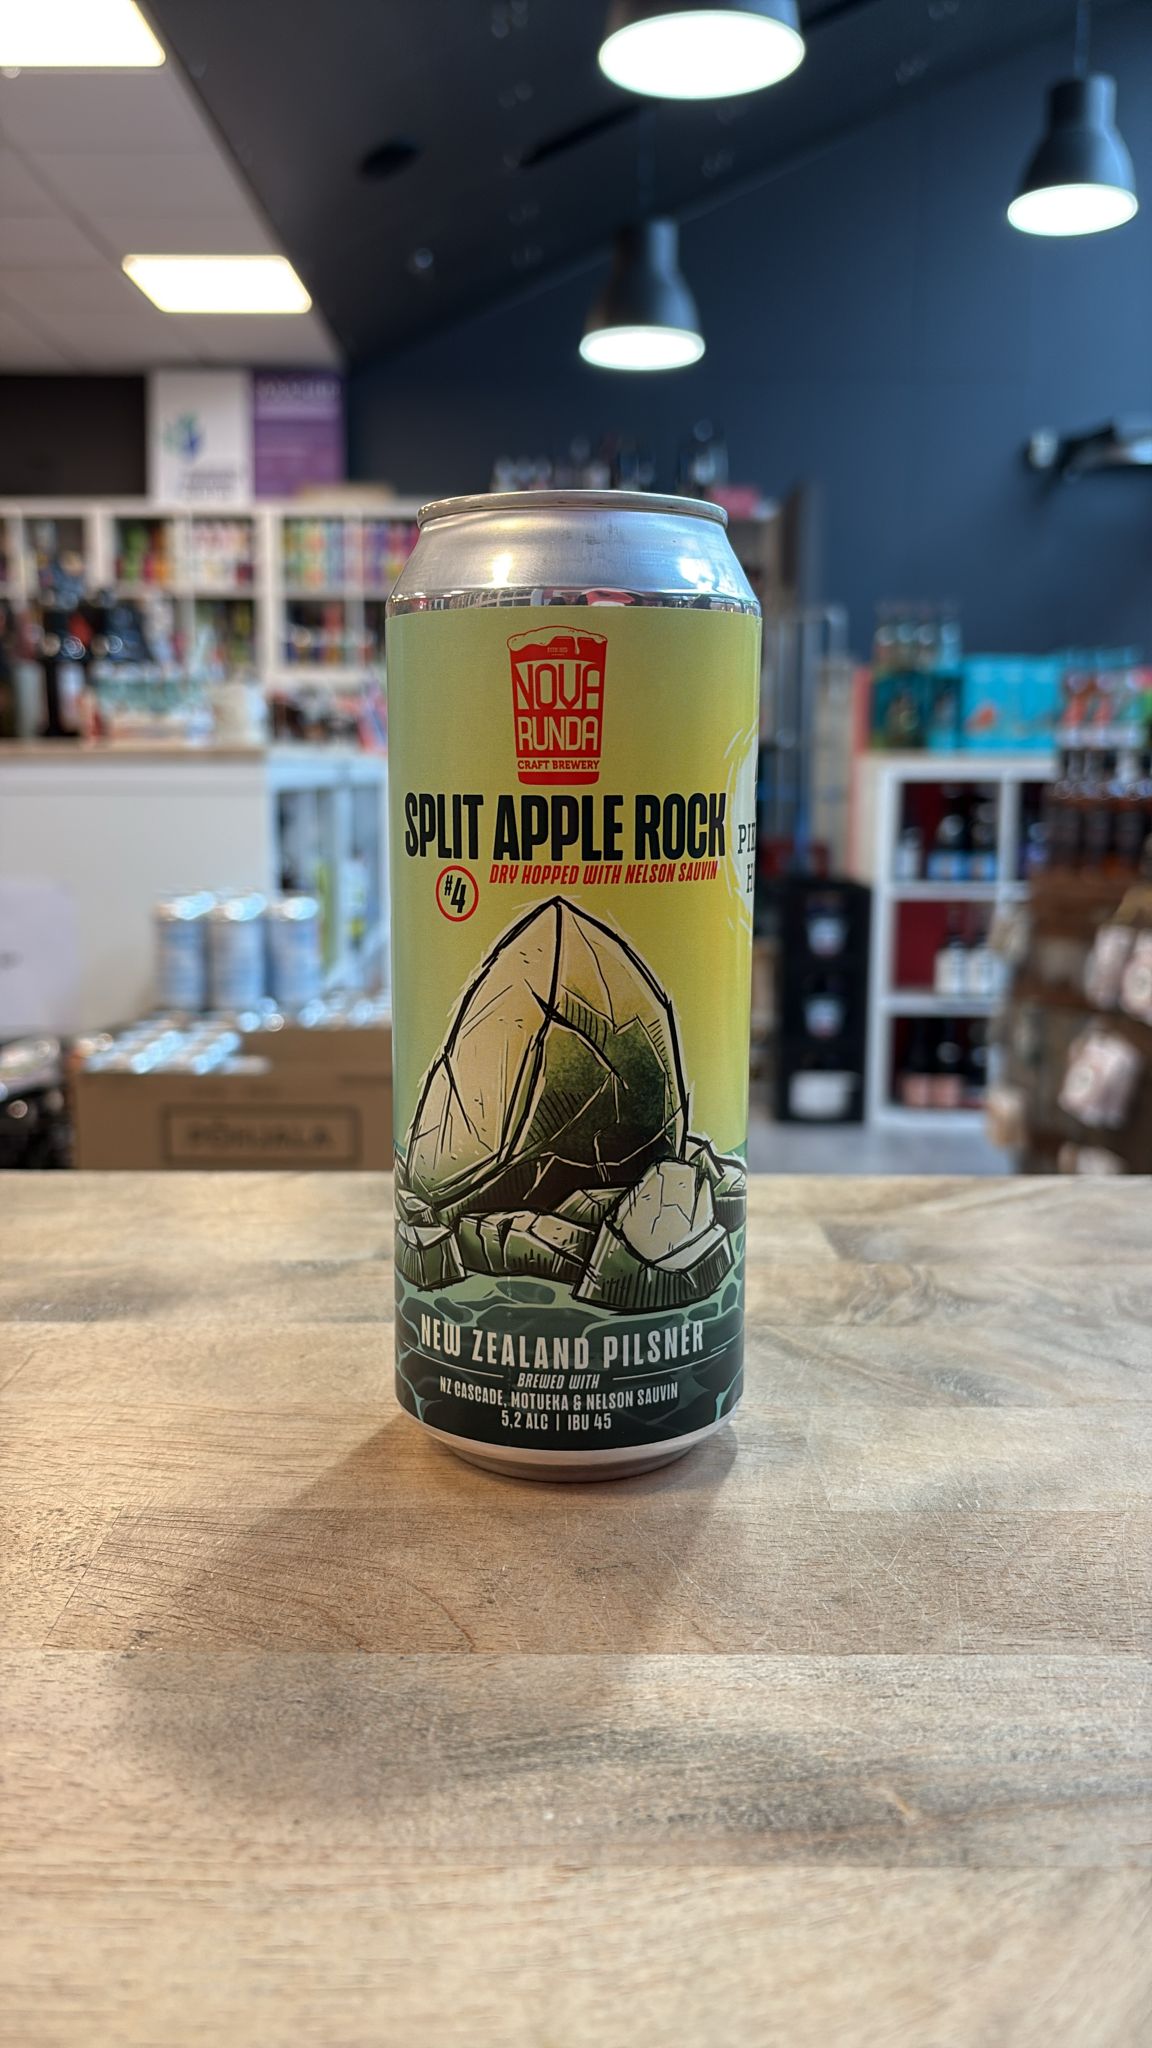 NOVA
RUNDA
CRAFT BREWERY
SPLIT APPLE ROCK
#4
DRY HOPPED WITH NELSON SAUVIN
NEW ZEALAND PILSNER
BREWED WITH
NZ CASCADE, MOTUEKA & NELSON SAUVIN
5,2 ALC | IBU 45
PÕHJALA